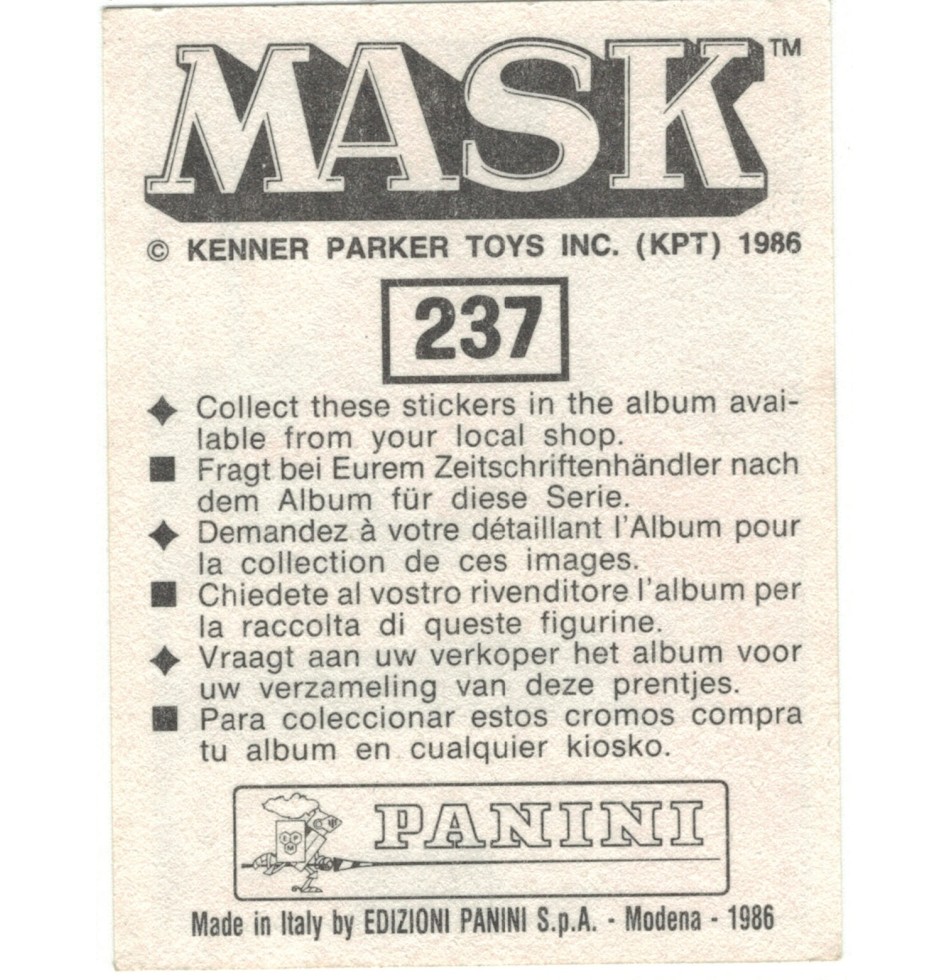 MASK™
© KENNER PARKER TOYS INC. (KPT) 1986
237
◆ Collect these stickers in the album avai-
lable from your local shop.
■ Fragt bei Eurem Zeitschriftenhändler nach
dem Album für diese Serie.
◆ Demandez à votre détaillant l'Album pour
la collection de ces images.
■ Chiedete al vostro rivenditore l'album per
la raccolta di queste figurine.
◆ Vraagt aan uw verkoper het album voor
uw verzameling van deze prentjes.
■ Para coleccionar estos cromos compra
tu album en cualquier kiosko.
PANINI
Made in Italy by EDIZIONI PANINI S.p.A. - Modena - 1986